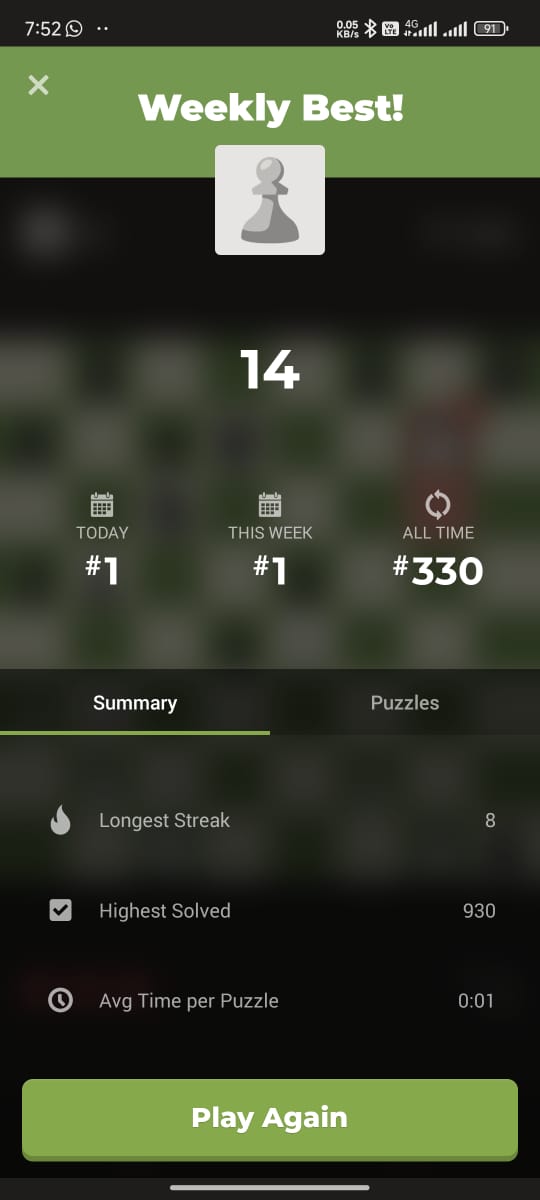 7:52
0.05
KB/s
Vo
LTE
4G
91
Weekly Best!
14
TODAY
THIS WEEK
ALL TIME
#1
#1
#330
Summary
Puzzles
Longest Streak
8
Highest Solved
930
Avg Time per Puzzle
0:01
Play Again